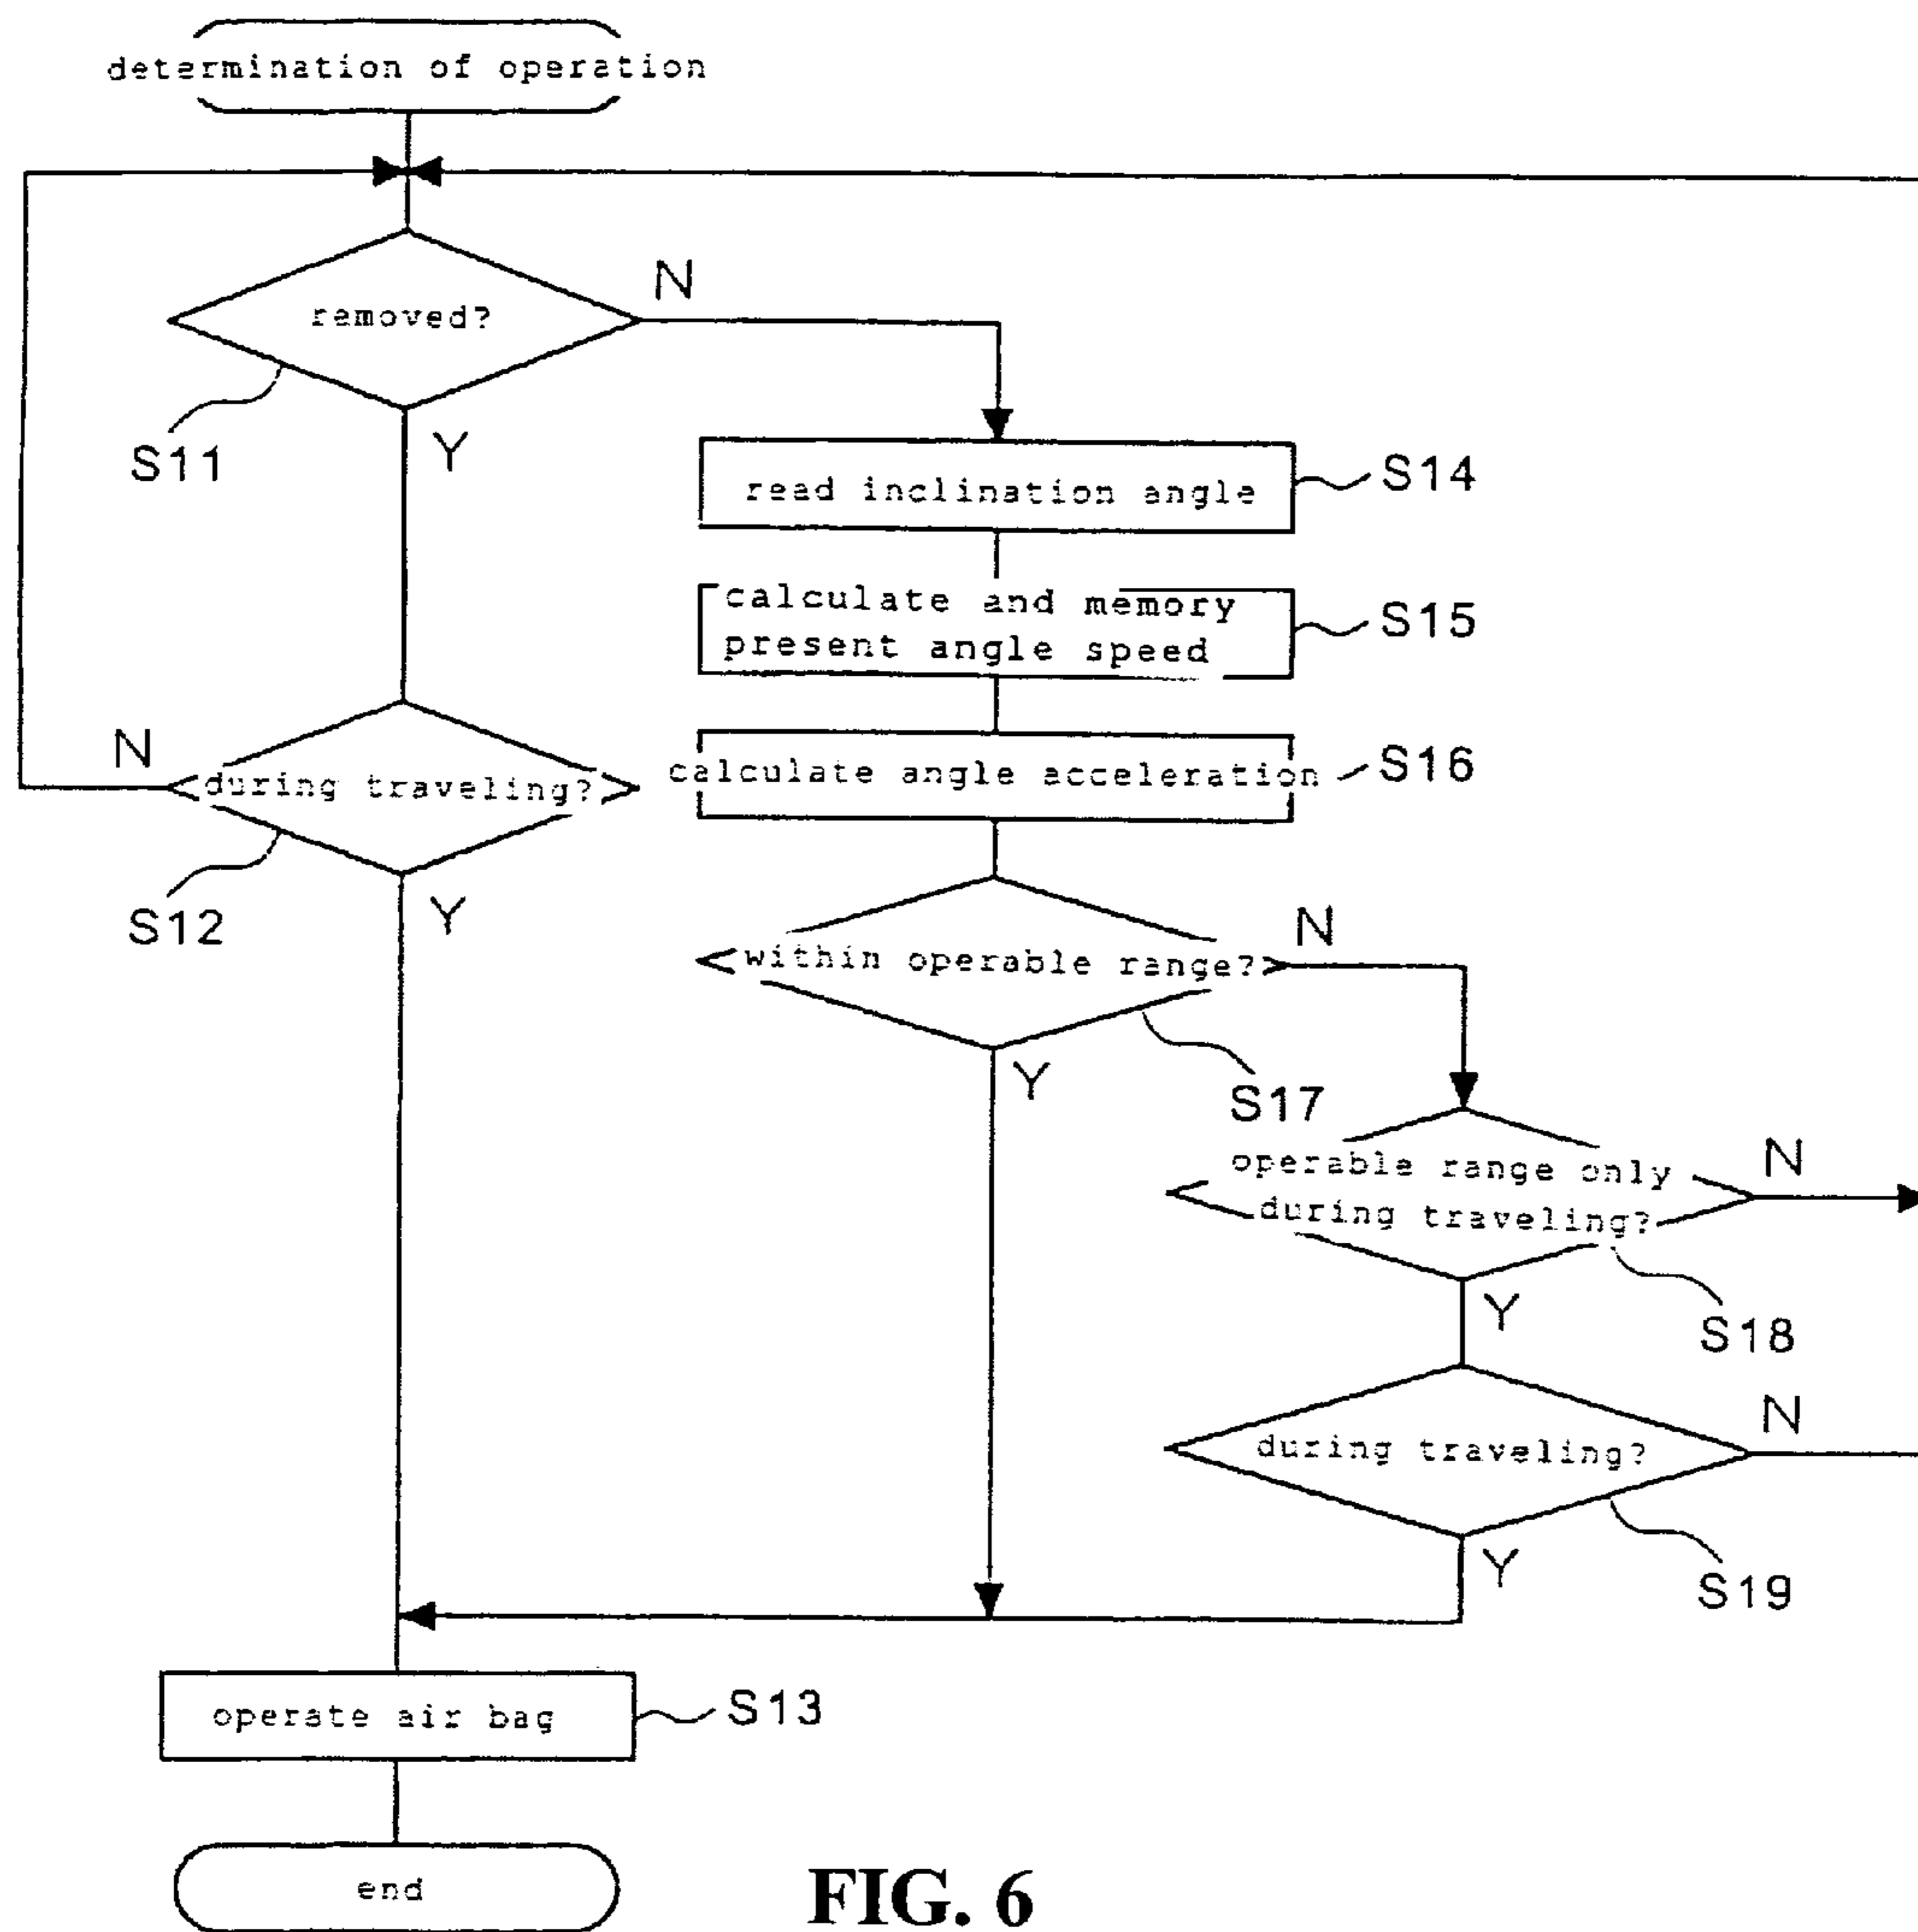 determination of operation
removed?
N
S11
Y
read inclination angle
S14
calculate and memory
present angle speed
S15
N
during traveling?
calculate angle acceleration
S16
S12
Y
within operable range?
N
Y
S17
operable range only
during traveling?
N
Y
S18
during traveling?
N
Y
S19
operate air bag
S13
end
FIG. 6